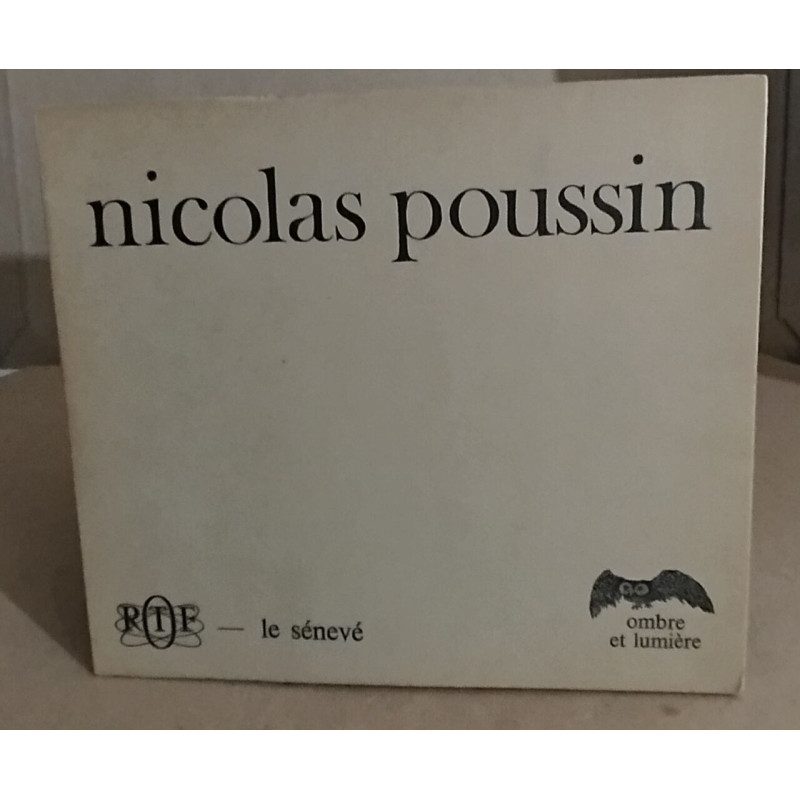 nicolas poussin
RTF — le sénevé
ombre
et lumière